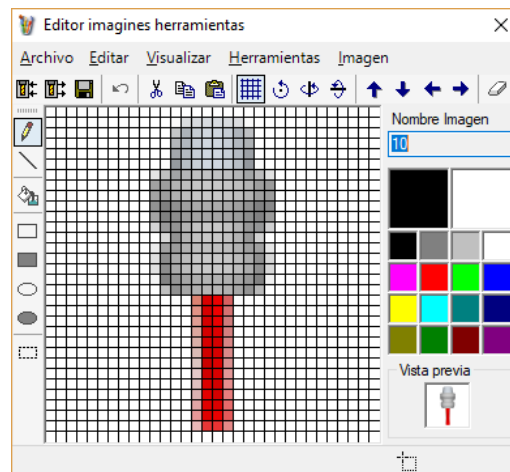 Editor imagines herramientas
Archivo Editar Visualizar Herramientas Imagen
Nombre Imagen
10
Vista previa